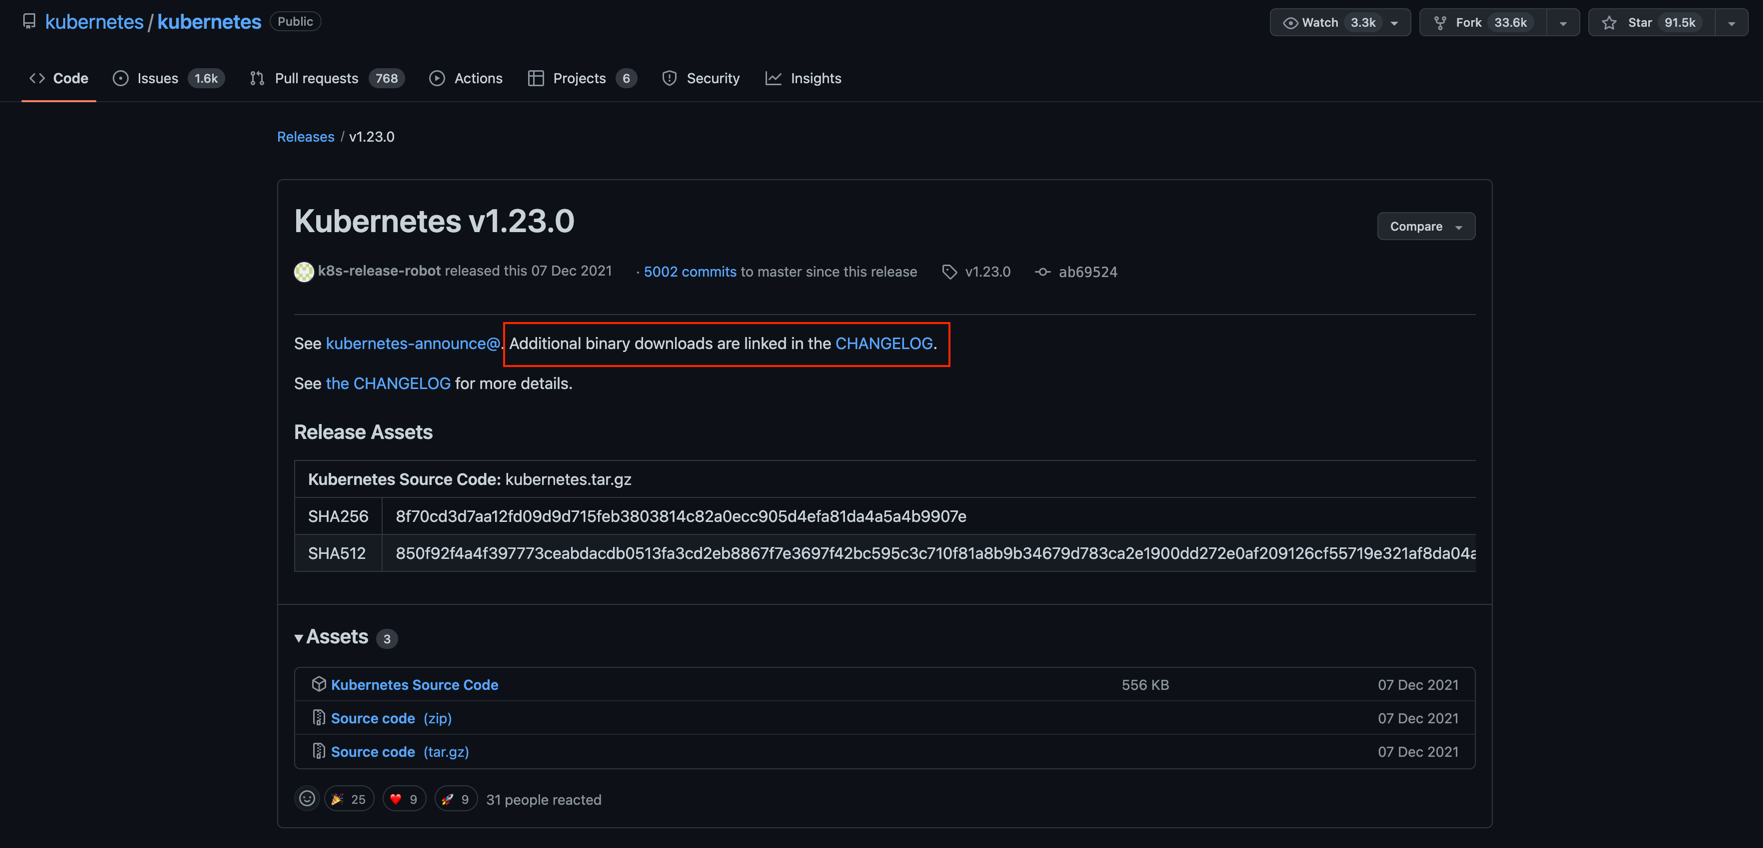 kubernetes / kubernetes Public
Watch 3.3k Fork 33.6k Star 91.5k
Code Issues 1.6k Pull requests 768 Actions Projects 6 Security Insights
Releases / v1.23.0
Kubernetes v1.23.0
Compare
k8s-release-robot released this 07 Dec 2021 · 5002 commits to master since this release v1.23.0 ab69524
See kubernetes-announce@. Additional binary downloads are linked in the CHANGELOG.
See the CHANGELOG for more details.
Release Assets
Kubernetes Source Code: kubernetes.tar.gz
SHA256 8f70cd3d7aa12fd09d9d715feb3803814c82a0ecc905d4efa81da4a5a4b9907e
SHA512 850f92f4a4f397773ceabdacdb0513fa3cd2eb8867f7e3697f42bc595c3c710f81a8b9b34679d783ca2e1900dd272e0af209126cf55719e321af8da04a
Assets 3
Kubernetes Source Code 556 KB 07 Dec 2021
Source code (zip) 07 Dec 2021
Source code (tar.gz) 07 Dec 2021
🎉 25 ❤️ 9 🚀 9 31 people reacted